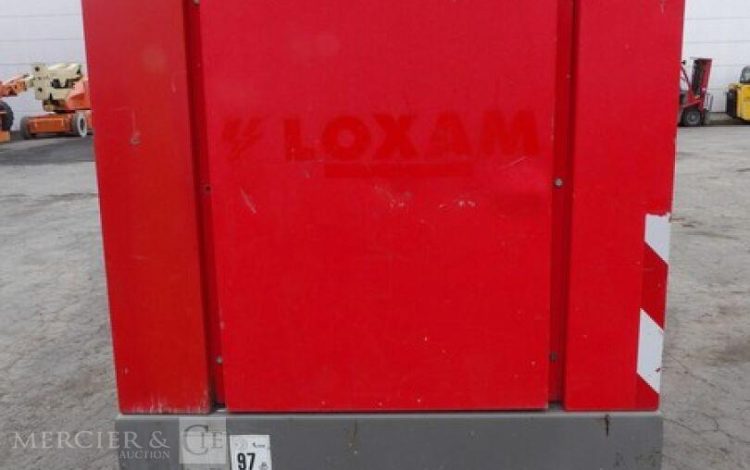 LOXAM
MERCIER & CIE
AUCTION
97